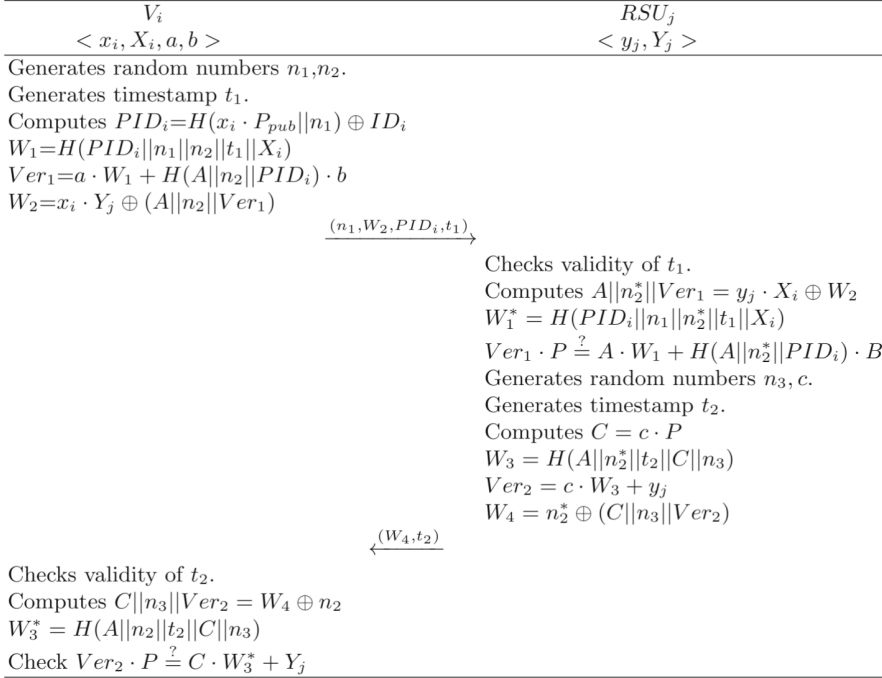 V_i RSU_j
< x_i, X_i, a, b > < y_j, Y_j >
Generates random numbers n_1,n_2.
Generates timestamp t_1.
Computes PID_i=H(x_i · P_{pub}||n_1) ⊕ ID_i
W_1=H(PID_i||n_1||n_2||t_1||X_i)
Ver_1=a · W_1 + H(A||n_2||PID_i) · b
W_2=x_i · Y_j ⊕ (A||n_2||Ver_1)
(n_1,W_2,PID_i,t_1)
Checks validity of t_1.
Computes A||n_2^*||Ver_1 = y_j · X_i ⊕ W_2
W_1^* = H(PID_i||n_1||n_2^*||t_1||X_i)
Ver_1 · P ?= A · W_1 + H(A||n_2^*||PID_i) · B
Generates random numbers n_3, c.
Generates timestamp t_2.
Computes C = c · P
W_3 = H(A||n_2^*||t_2||C||n_3)
Ver_2 = c · W_3 + y_j
W_4 = n_2^* ⊕ (C||n_3||Ver_2)
(W_4,t_2)
Checks validity of t_2.
Computes C||n_3||Ver_2 = W_4 ⊕ n_2
W_3^* = H(A||n_2||t_2||C||n_3)
Check Ver_2 · P ?= C · W_3^* + Y_j